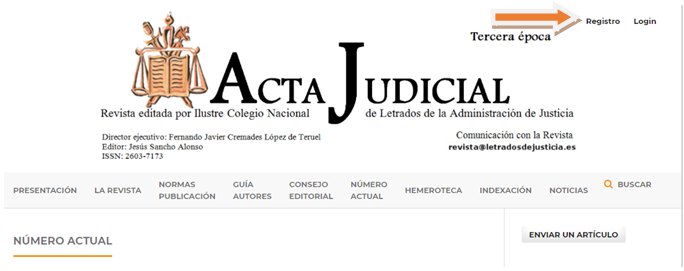 Registro Login
Tercera época
ACTA JUDICIAL
Revista editada por Ilustre Colegio Nacional de Letrados de la Administración de Justicia
Director ejecutivo: Fernando Javier Cremades López de Teruel
Editor: Jesús Sancho Alonso
ISSN: 2603-7173
Comunicación con la Revista
revista@letradosdejusticia.es
PRESENTACIÓN
LA REVISTA
NORMAS
PUBLICACIÓN
GUÍA
AUTORES
CONSEJO
EDITORIAL
NÚMERO
ACTUAL
HEMEROTECA
INDEXACIÓN
NOTICIAS
BUSCAR
NÚMERO ACTUAL
ENVIAR UN ARTÍCULO